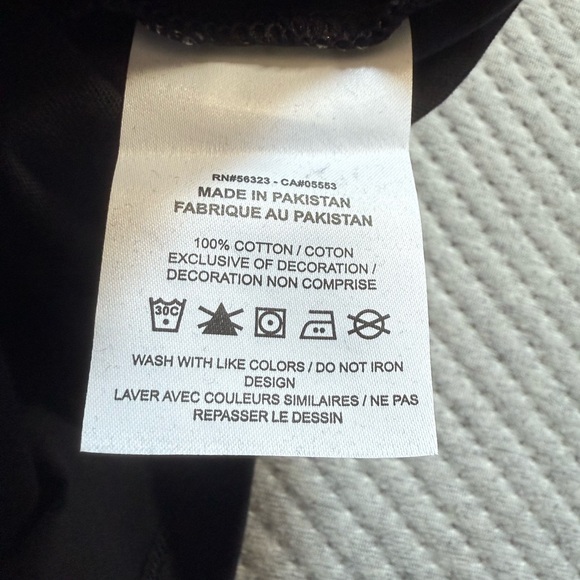 RN#56323 - CA#05553
MADE IN PAKISTAN
FABRIQUE AU PAKISTAN
100% COTTON / COTON
EXCLUSIVE OF DECORATION /
DECORATION NON COMPRISE
30C
WASH WITH LIKE COLORS / DO NOT IRON
DESIGN
LAVER AVEC COULEURS SIMILAIRES / NE PAS
REPASSER LE DESSIN